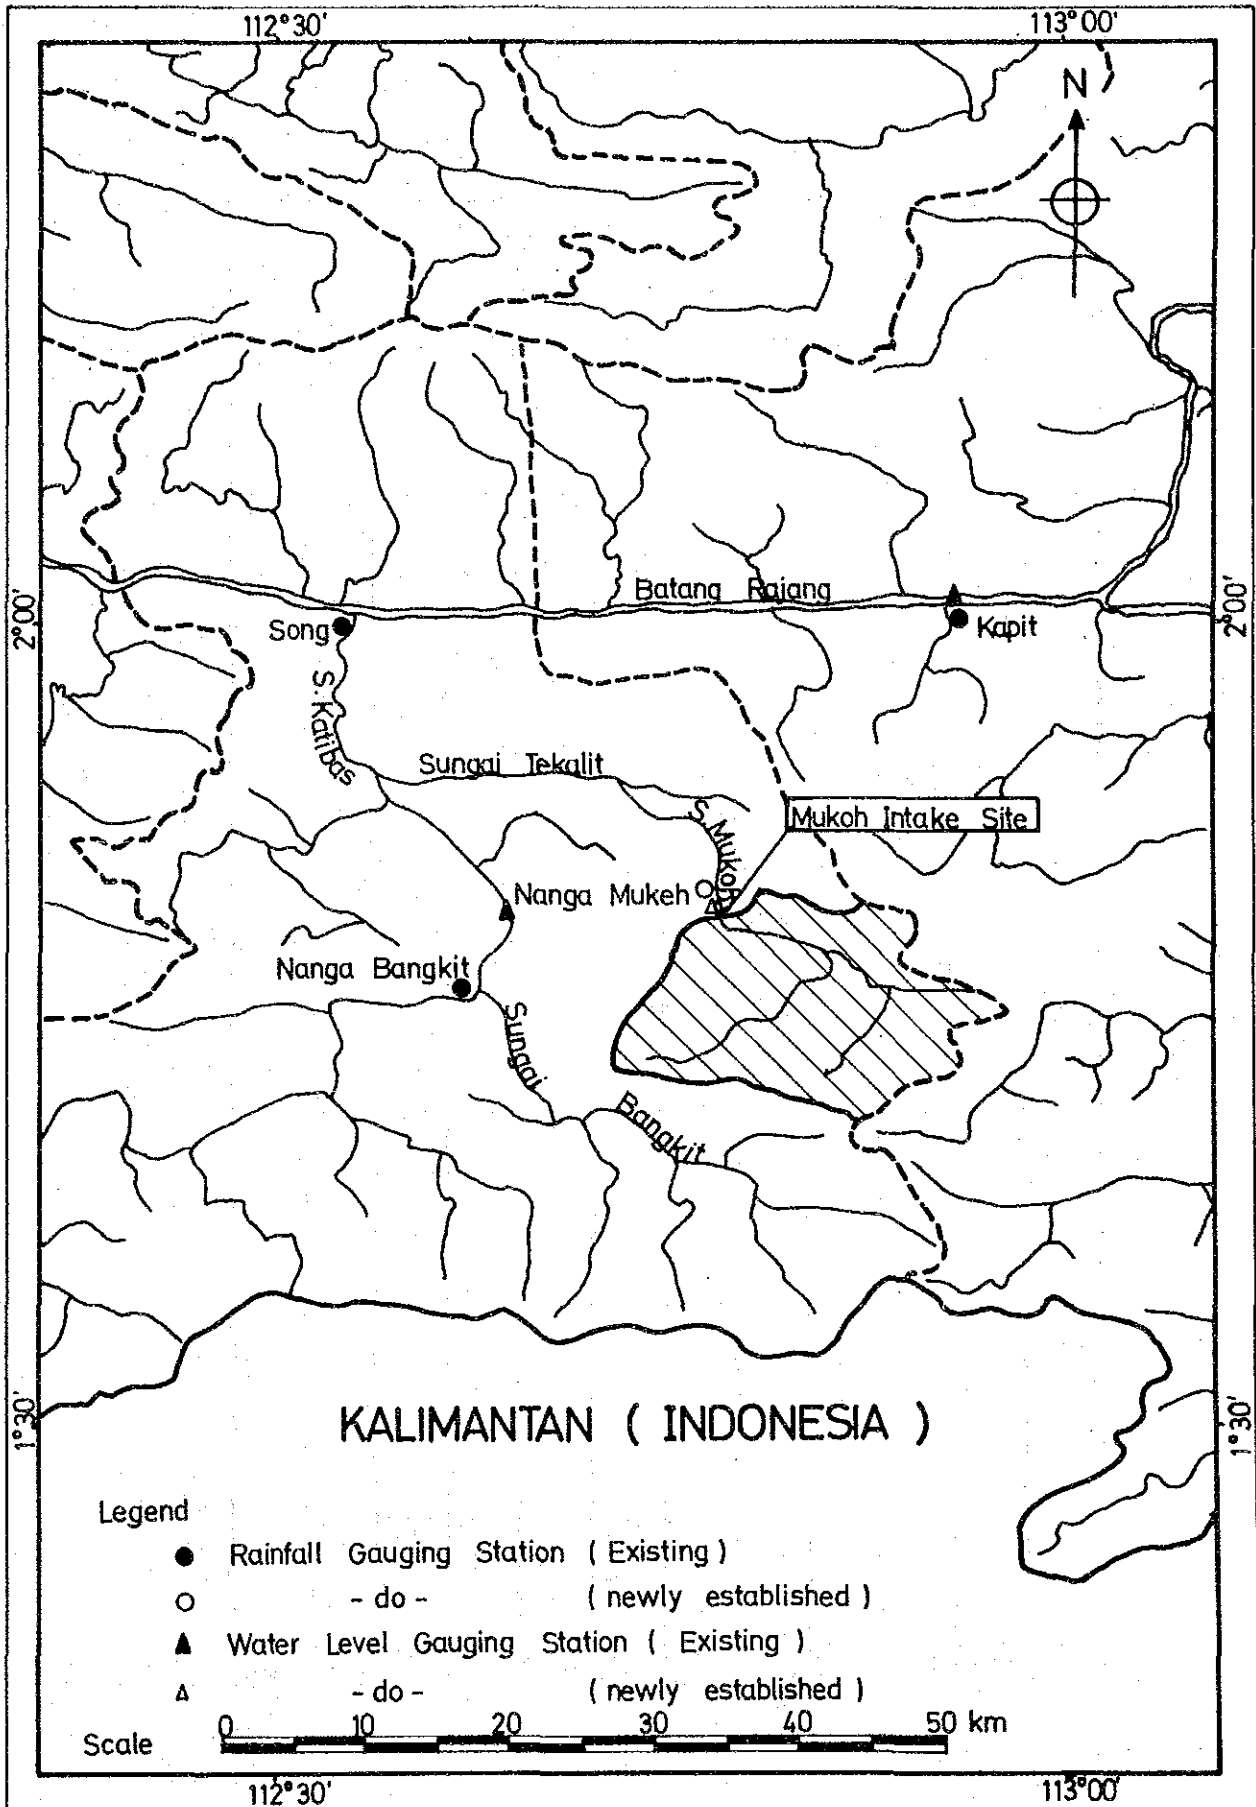 112°30'
113°00'
N
Batang Rajang
2°00'
2°00'
Song
Kapit
S. Katibas
Sungai Tekalit
S. Mukoh
Mukoh Intake Site
Nanga Mukeh
Nanga Bangkit
Sungai
Bangkit
1°30'
1°30'
KALIMANTAN ( INDONESIA )
Legend
Rainfall Gauging Station ( Existing )
- do - ( newly established )
Water Level Gauging Station ( Existing )
- do - ( newly established )
Scale 0 10 20 30 40 50 km
112°30'
113°00'